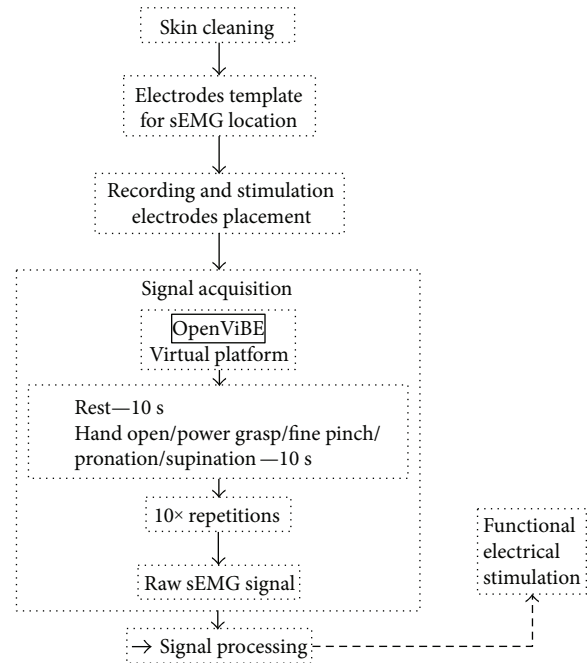 Skin cleaning
Electrodes template
for sEMG location
Recording and stimulation
electrodes placement
Signal acquisition
OpenViBE
Virtual platform
Rest—10 s
Hand open/power grasp/fine pinch/
pronation/supination —10 s
10× repetitions
Raw sEMG signal
→ Signal processing
Functional
electrical
stimulation